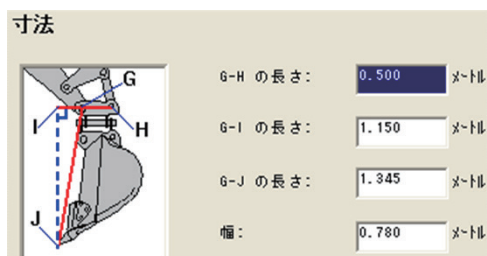 寸法
G
I
H
J
G-H の長さ: 0.500 メートル
G-I の長さ: 1.150 メートル
G-J の長さ: 1.345 メートル
幅: 0.780 メートル